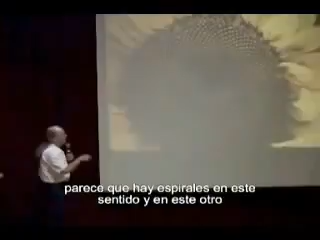 parece que hay espirales en este
sentido y en este otro